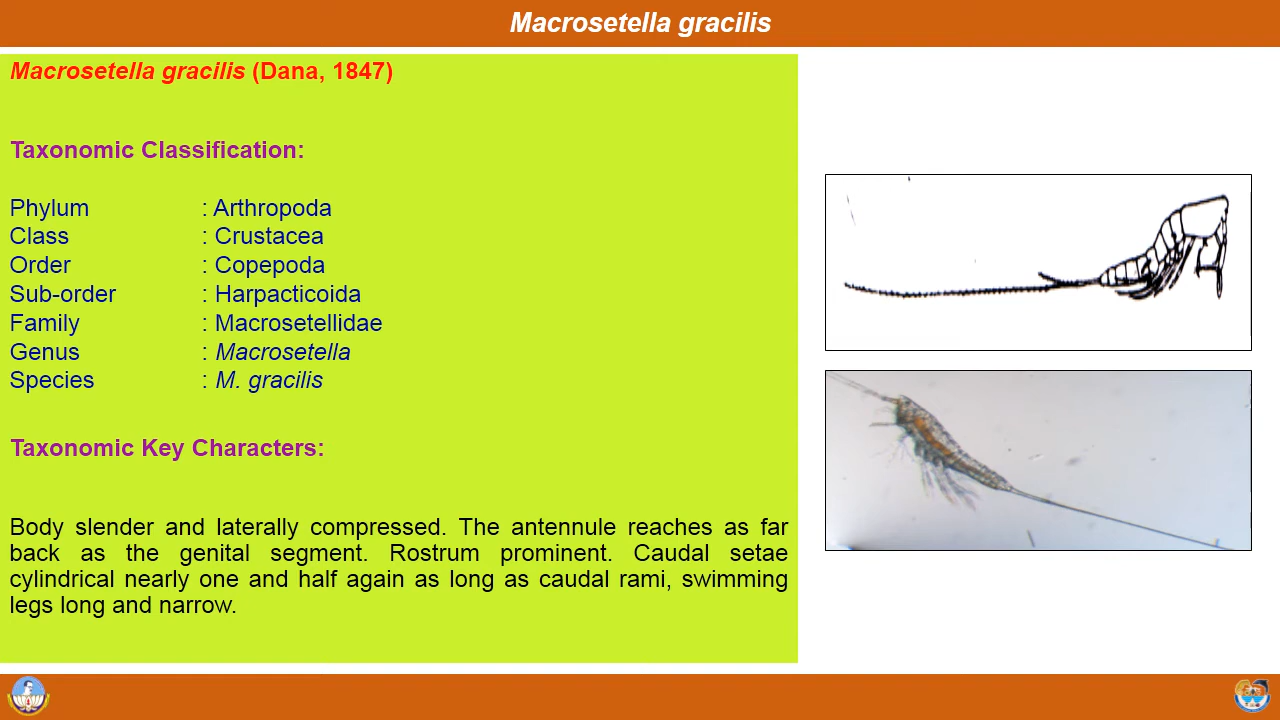 Macrosetella gracilis
Macrosetella gracilis (Dana, 1847)
Taxonomic Classification:
Phylum : Arthropoda
Class : Crustacea
Order : Copepoda
Sub-order : Harpacticoida
Family : Macrosetellidae
Genus : Macrosetella
Species : M. gracilis
Taxonomic Key Characters:
Body slender and laterally compressed. The antennule reaches as far
back as the genital segment. Rostrum prominent. Caudal setae
cylindrical nearly one and half again as long as caudal rami, swimming
legs long and narrow.